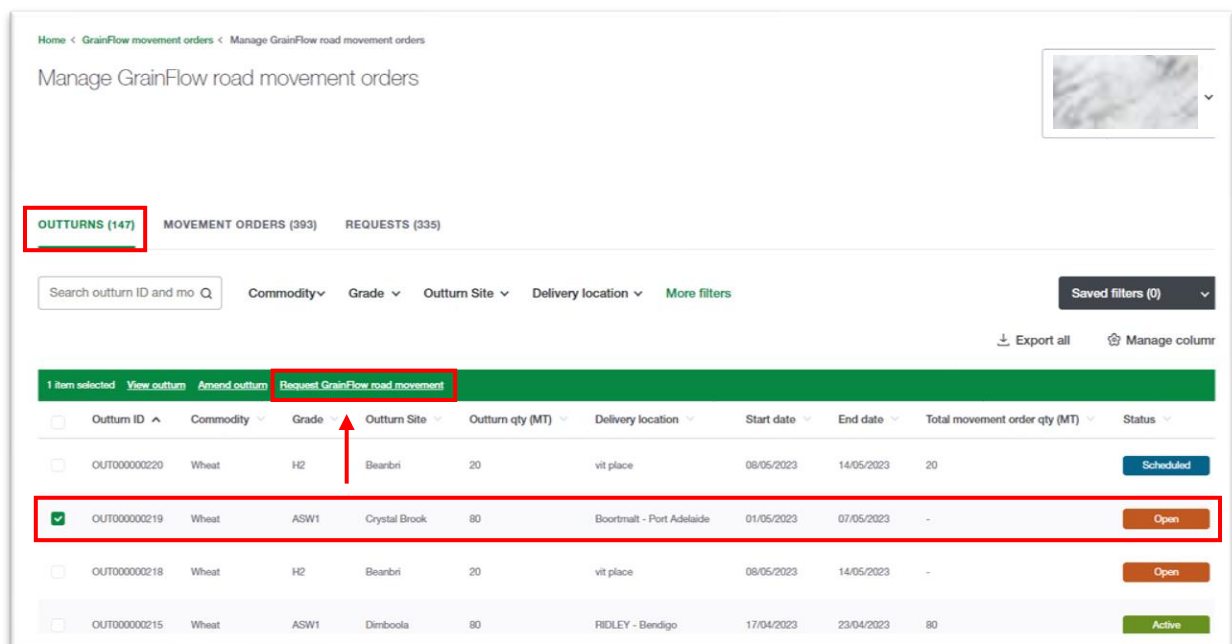 Home < GrainFlow movement orders < Manage GrainFlow road movement orders
Manage GrainFlow road movement orders
OUTTURNS (147) MOVEMENT ORDERS (393) REQUESTS (335)
Search outturn ID and mo Commodity Grade Outturn Site Delivery location More filters Saved filters (0)
Export all Manage column
1 item selected View outturn Amend outturn Request GrainFlow road movement
Outturn ID Commodity Grade Outturn Site Outturn qty (MT) Delivery location Start date End date Total movement order qty (MT) Status
OUT000000220 Wheat H2 Beanbri 20 vit place 08/05/2023 14/05/2023 20 Scheduled
OUT000000219 Wheat ASW1 Crystal Brook 80 Boortmalt - Port Adelaide 01/05/2023 07/05/2023 - Open
OUT000000218 Wheat H2 Beanbri 20 vit place 08/05/2023 14/05/2023 - Open
OUT000000215 Wheat ASW1 Dimboola 80 RIDLEY - Bendigo 17/04/2023 23/04/2023 80 Active